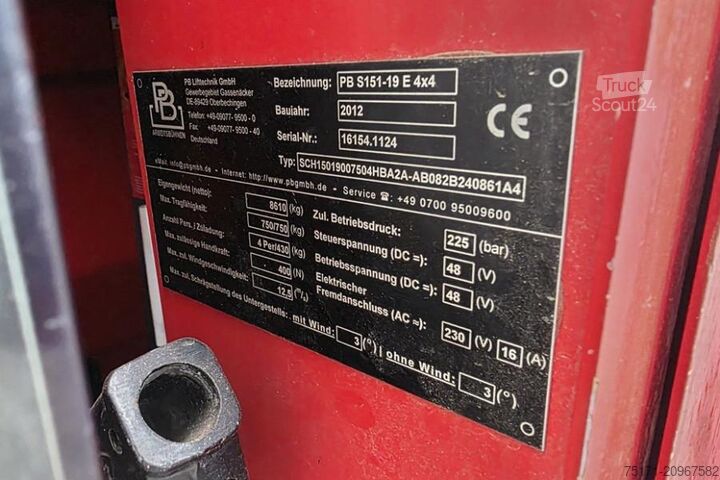 PB
ARBEITSBÜHNEN
PB Lifttechnik GmbH
Gewerbegebiet Gassenäcker
DE-89429 Oberbechingen
Telefon: +49-09077- 9500 - 0
Fax: +49-09077- 9500 - 40
Deutschland
Bezeichnung: PB S151-19 E 4x4
Baujahr: 2012
Serial-Nr.: 16154.1124
CE
Typ: SCH15019007504HBA2A-AB082B240861A4
eMail: info@pbgmbh.de - Internet: http://www.pbgmbh.de - Service ☎: +49 0700 95009600
Eigengewicht (netto): 8610 (kg)
Max. Tragfähigkeit: 750/750 (kg)
Anzahl Pers. / Zuladung: 4 Per/430 (kg)
Max. zulässige Handkraft: 400 (N)
Max. zul. Windgeschwindigkeit: 12,5 (m/s)
Zul. Betriebsdruck: 225 (bar)
Steuerspannung (DC =): 48 (V)
Betriebsspannung (DC =): 48 (V)
Elektrischer
Fremdanschluss (AC ≈): 230 (V) 16 (A)
Max. zul. Schrägstellung des Untergestells: mit Wind: 3 (°) | ohne Wind: 3 (°)
Truck
Scout24
75171-20967582